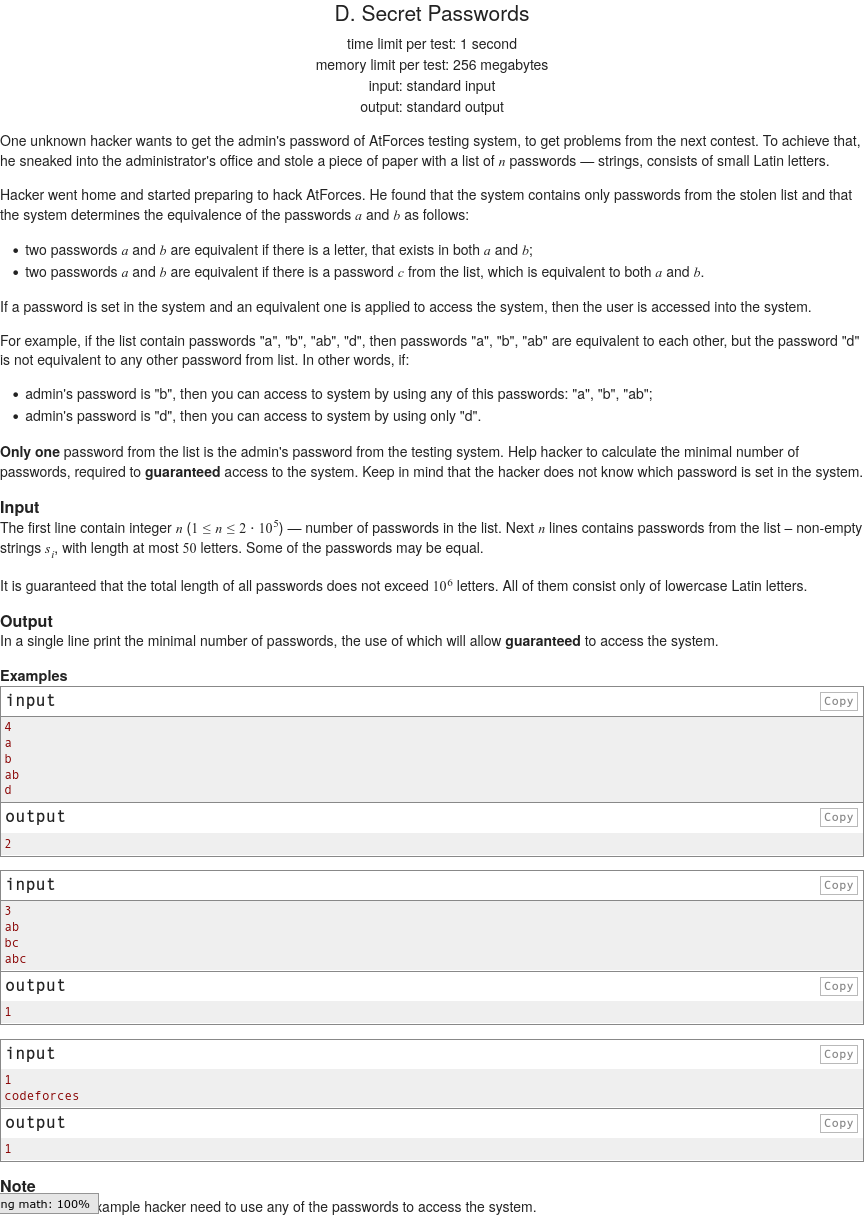 D. Secret Passwords
time limit per test: 1 second
memory limit per test: 256 megabytes
input: standard input
output: standard output
One unknown hacker wants to get the admin's password of AtForces testing system, to get problems from the next contest. To achieve that,
he sneaked into the administrator's office and stole a piece of paper with a list of n passwords — strings, consists of small Latin letters.
Hacker went home and started preparing to hack AtForces. He found that the system contains only passwords from the stolen list and that
the system determines the equivalence of the passwords a and b as follows:
• two passwords a and b are equivalent if there is a letter, that exists in both a and b;
• two passwords a and b are equivalent if there is a password c from the list, which is equivalent to both a and b.
If a password is set in the system and an equivalent one is applied to access the system, then the user is accessed into the system.
For example, if the list contain passwords "a", "b", "ab", "d", then passwords "a", "b", "ab" are equivalent to each other, but the password "d"
is not equivalent to any other password from list. In other words, if:
• admin's password is "b", then you can access to system by using any of this passwords: "a", "b", "ab";
• admin's password is "d", then you can access to system by using only "d".
Only one password from the list is the admin's password from the testing system. Help hacker to calculate the minimal number of
passwords, required to guaranteed access to the system. Keep in mind that the hacker does not know which password is set in the system.
Input
The first line contain integer n (1 ≤ n ≤ 2 · 10⁵) — number of passwords in the list. Next n lines contains passwords from the list – non-empty
strings sᵢ, with length at most 50 letters. Some of the passwords may be equal.
It is guaranteed that the total length of all passwords does not exceed 10⁶ letters. All of them consist only of lowercase Latin letters.
Output
In a single line print the minimal number of passwords, the use of which will allow guaranteed to access the system.
Examples
input Copy
4
a
b
ab
d
output Copy
2
input Copy
3
ab
bc
abc
output Copy
1
input Copy
1
codeforces
output Copy
1
Note
ng math: 100% example hacker need to use any of the passwords to access the system.